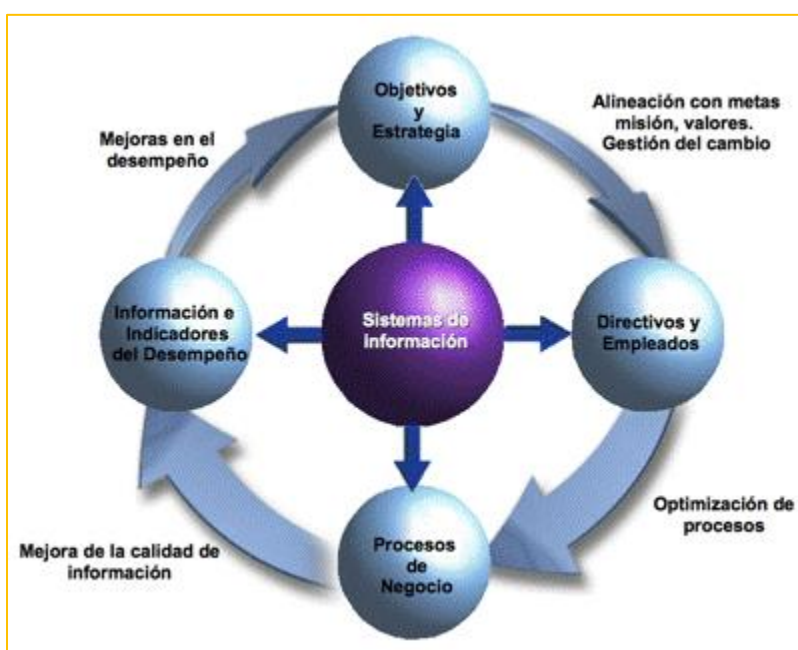 Objetivos
y
Estrategia
Alineación con metas
misión, valores.
Gestión del cambio
Mejoras en el
desempeño
Sistemas de
Información
Información e
Indicadores
del Desempeño
Directivos y
Empleados
Optimización de
procesos
Procesos
de
Negocio
Mejora de la calidad de
información